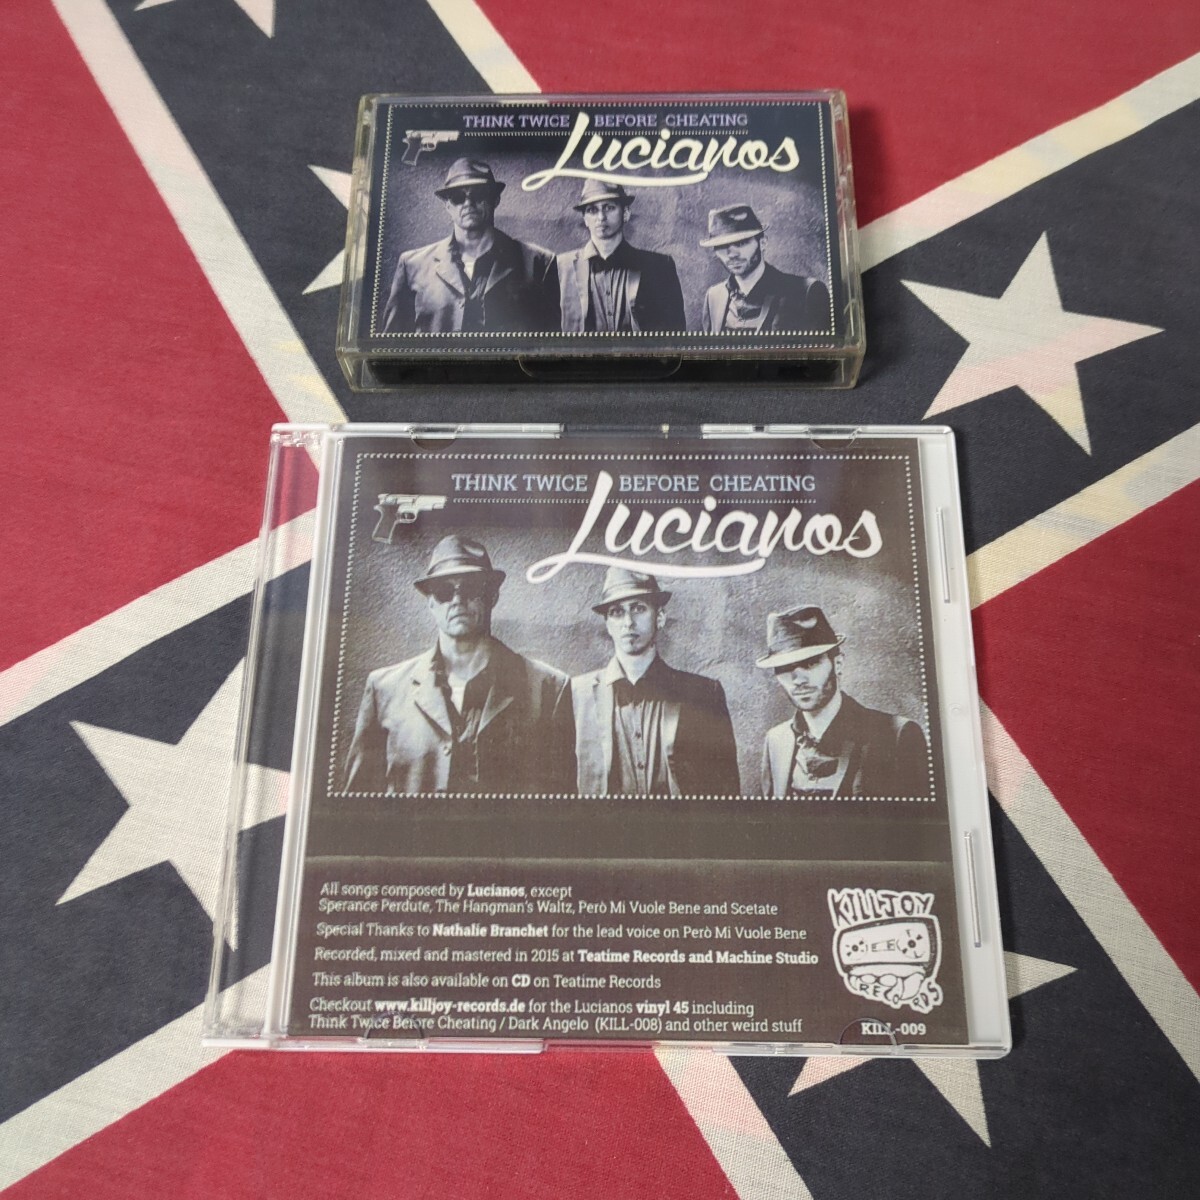 THINK TWICE BEFORE CHEATING
Lucianos
THINK TWICE BEFORE CHEATING
Lucianos
All songs composed by Lucianos, except
Sperance Perdute, The Hangman's Waltz, Però Mi Vuole Bene and Scetate
Special Thanks to Nathalie Branchet for the lead voice on Però Mi Vuole Bene
Recorded, mixed and mastered in 2015 at Teatime Records and Machine Studio
This album is also available on CD on Teatime Records
Checkout www.killjoy-records.de for the Lucianos vinyl 45 including
Think Twice Before Cheating / Dark Angelo (KILL-008) and other weird stuff
KILLJOY
RECORDS
KILL-009